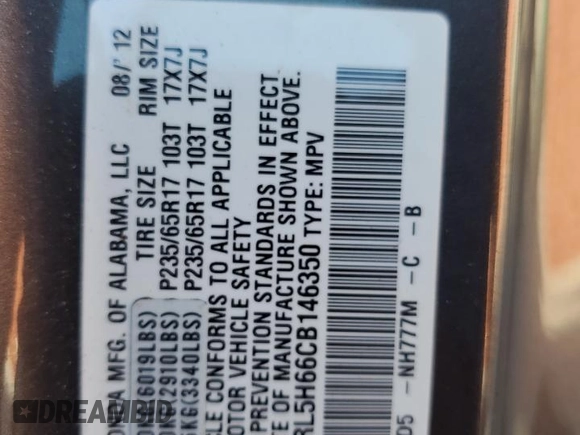 MFG. OF ALABAMA, LLC 08/'12
TIRE SIZE RIM SIZE
(6019LBS) P235/65R17 103T 17X7J
(2910LBS) P235/65R17 103T 17X7J
KG(3340LBS)
CONFORMS TO ALL APPLICABLE
VEHICLE SAFETY
PREVENTION STANDARDS IN EFFECT
OF MANUFACTURE SHOWN ABOVE.
RL5H66CB146350 TYPE: MPV
-NH777M -C -B
DREAMBID